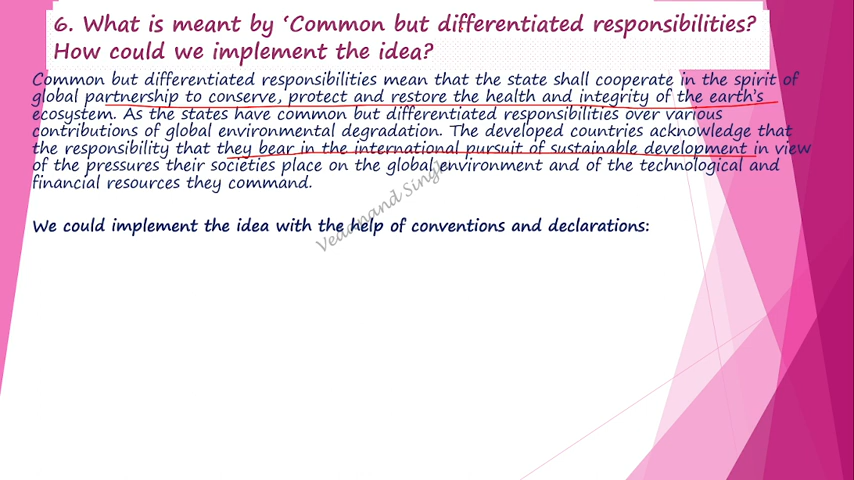 6. What is meant by ‘Common but differentiated responsibilities?
How could we implement the idea?
Common but differentiated responsibilities mean that the state shall cooperate in the spirit of
global partnership to conserve, protect and restore the health and integrity of the earth's
ecosystem. As the states have common but differentiated responsibilities over various
contributions of global environmental degradation. The developed countries acknowledge that
the responsibility that they bear in the international pursuit of sustainable development in view
of the pressures their societies place on the global environment and of the technological and
financial resources they command.
We could implement the idea with the help of conventions and declarations:
Vedanand Singh